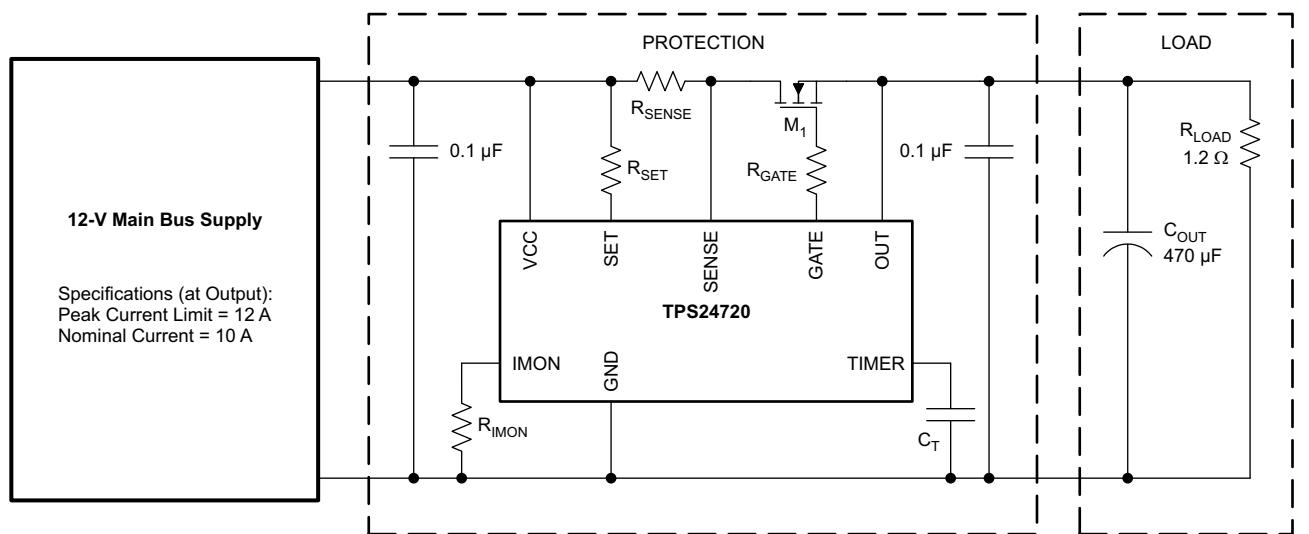 PROTECTION
LOAD
R_SENSE
M_1
R_LOAD
1.2 Ω
0.1 µF
R_SET
R_GATE
0.1 µF
12-V Main Bus Supply
VCC
SET
SENSE
GATE
OUT
C_OUT
470 µF
Specifications (at Output):
Peak Current Limit = 12 A
Nominal Current = 10 A
TPS24720
IMON
GND
TIMER
R_IMON
C_T